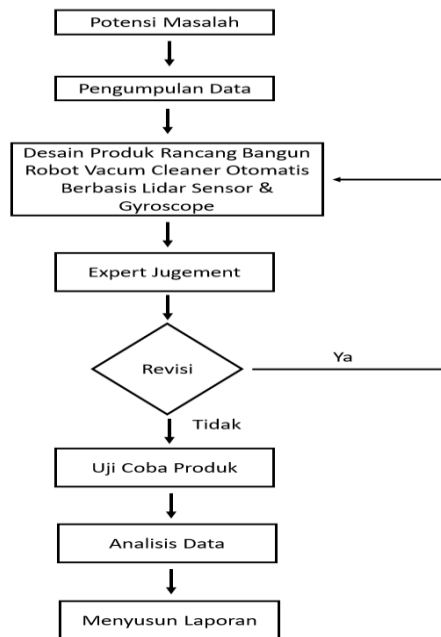 Potensi Masalah
Pengumpulan Data
Desain Produk Rancang Bangun
Robot Vacum Cleaner Otomatis
Berbasis Lidar Sensor &
Gyroscope
Expert Jugement
Revisi
Ya
Tidak
Uji Coba Produk
Analisis Data
Menyusun Laporan